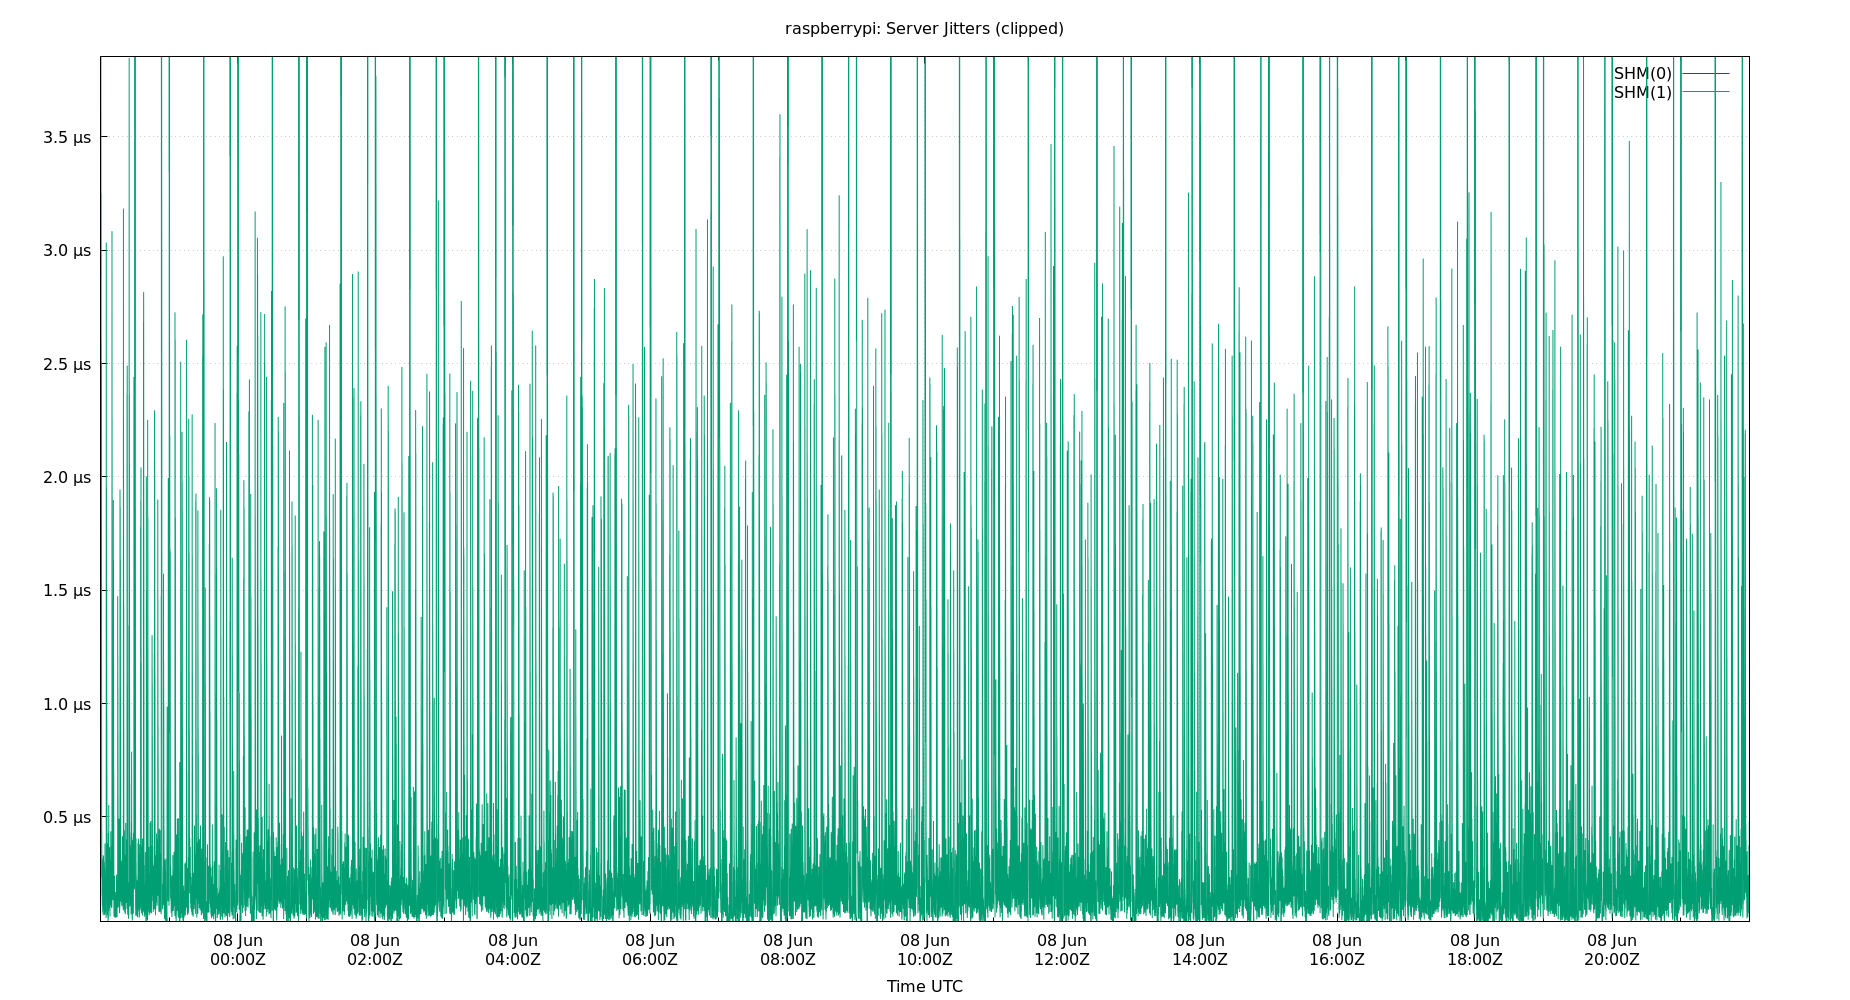 raspberrypi: Server Jitters (clipped)
SHM(0)
SHM(1)
3.5 µs
3.0 µs
2.5 µs
2.0 µs
1.5 µs
1.0 µs
0.5 µs
08 Jun 08 Jun 08 Jun 08 Jun 08 Jun 08 Jun 08 Jun 08 Jun 08 Jun 08 Jun 08 Jun
00:00Z 02:00Z 04:00Z 06:00Z 08:00Z 10:00Z 12:00Z 14:00Z 16:00Z 18:00Z 20:00Z
Time UTC